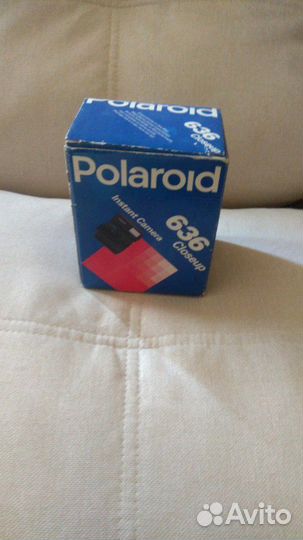 Polaroid
636
Closeup
Polaroid
Instant Camera
636
Closeup
Avito